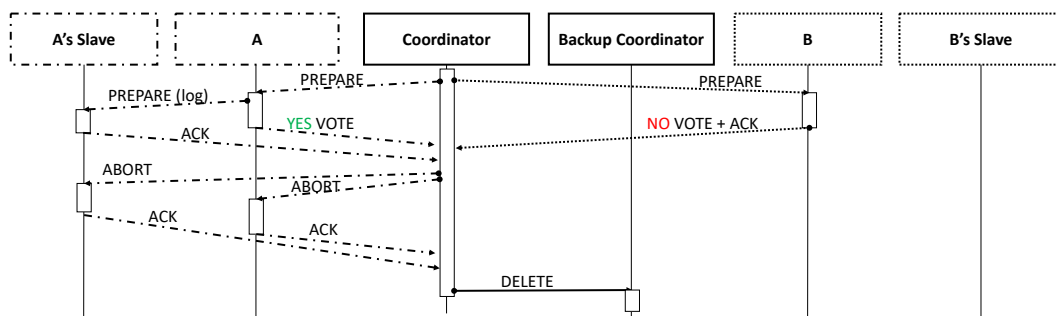 A's Slave
A
Coordinator
Backup Coordinator
B
B's Slave
PREPARE
PREPARE
PREPARE (log)
YES VOTE
NO VOTE + ACK
ACK
ABORT
ABORT
ACK
ACK
DELETE